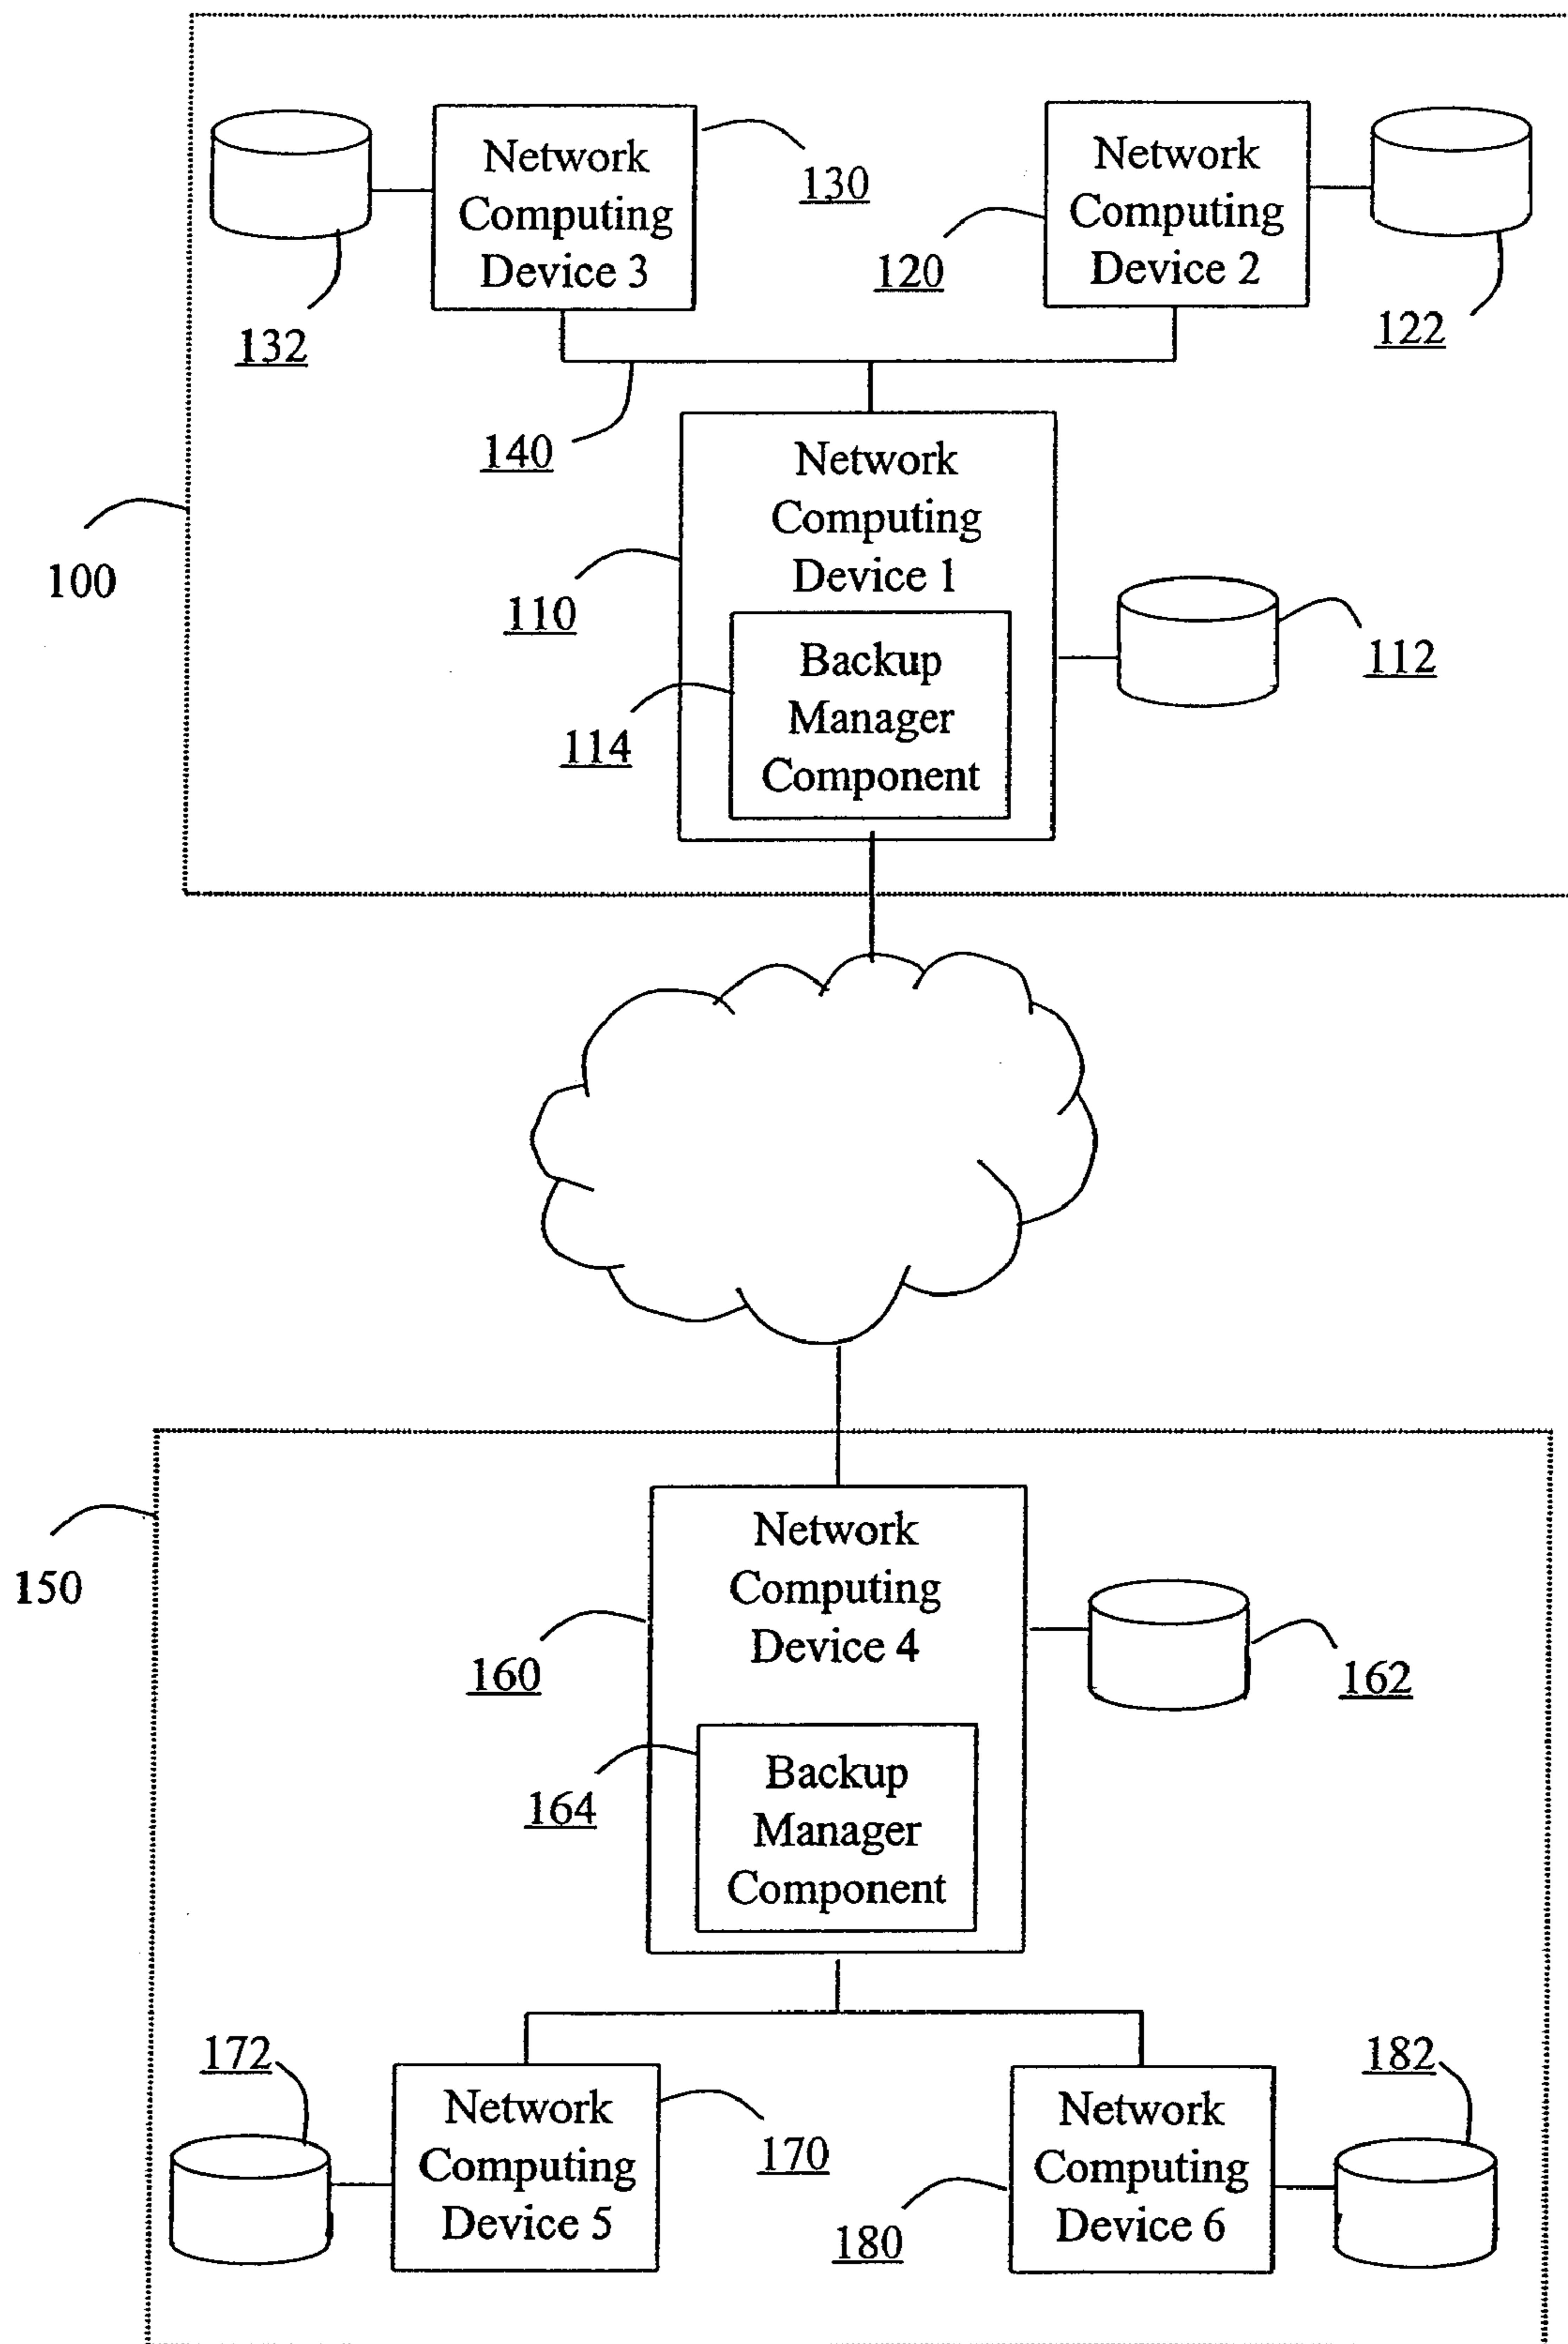 Network
Computing
Device 3
130
132
Network
Computing
Device 2
120
122
140
100
Network
Computing
Device 1
110
112
Backup
Manager
Component
114
150
Network
Computing
Device 4
160
162
Backup
Manager
Component
164
172
Network
Computing
Device 5
170
182
Network
Computing
Device 6
180